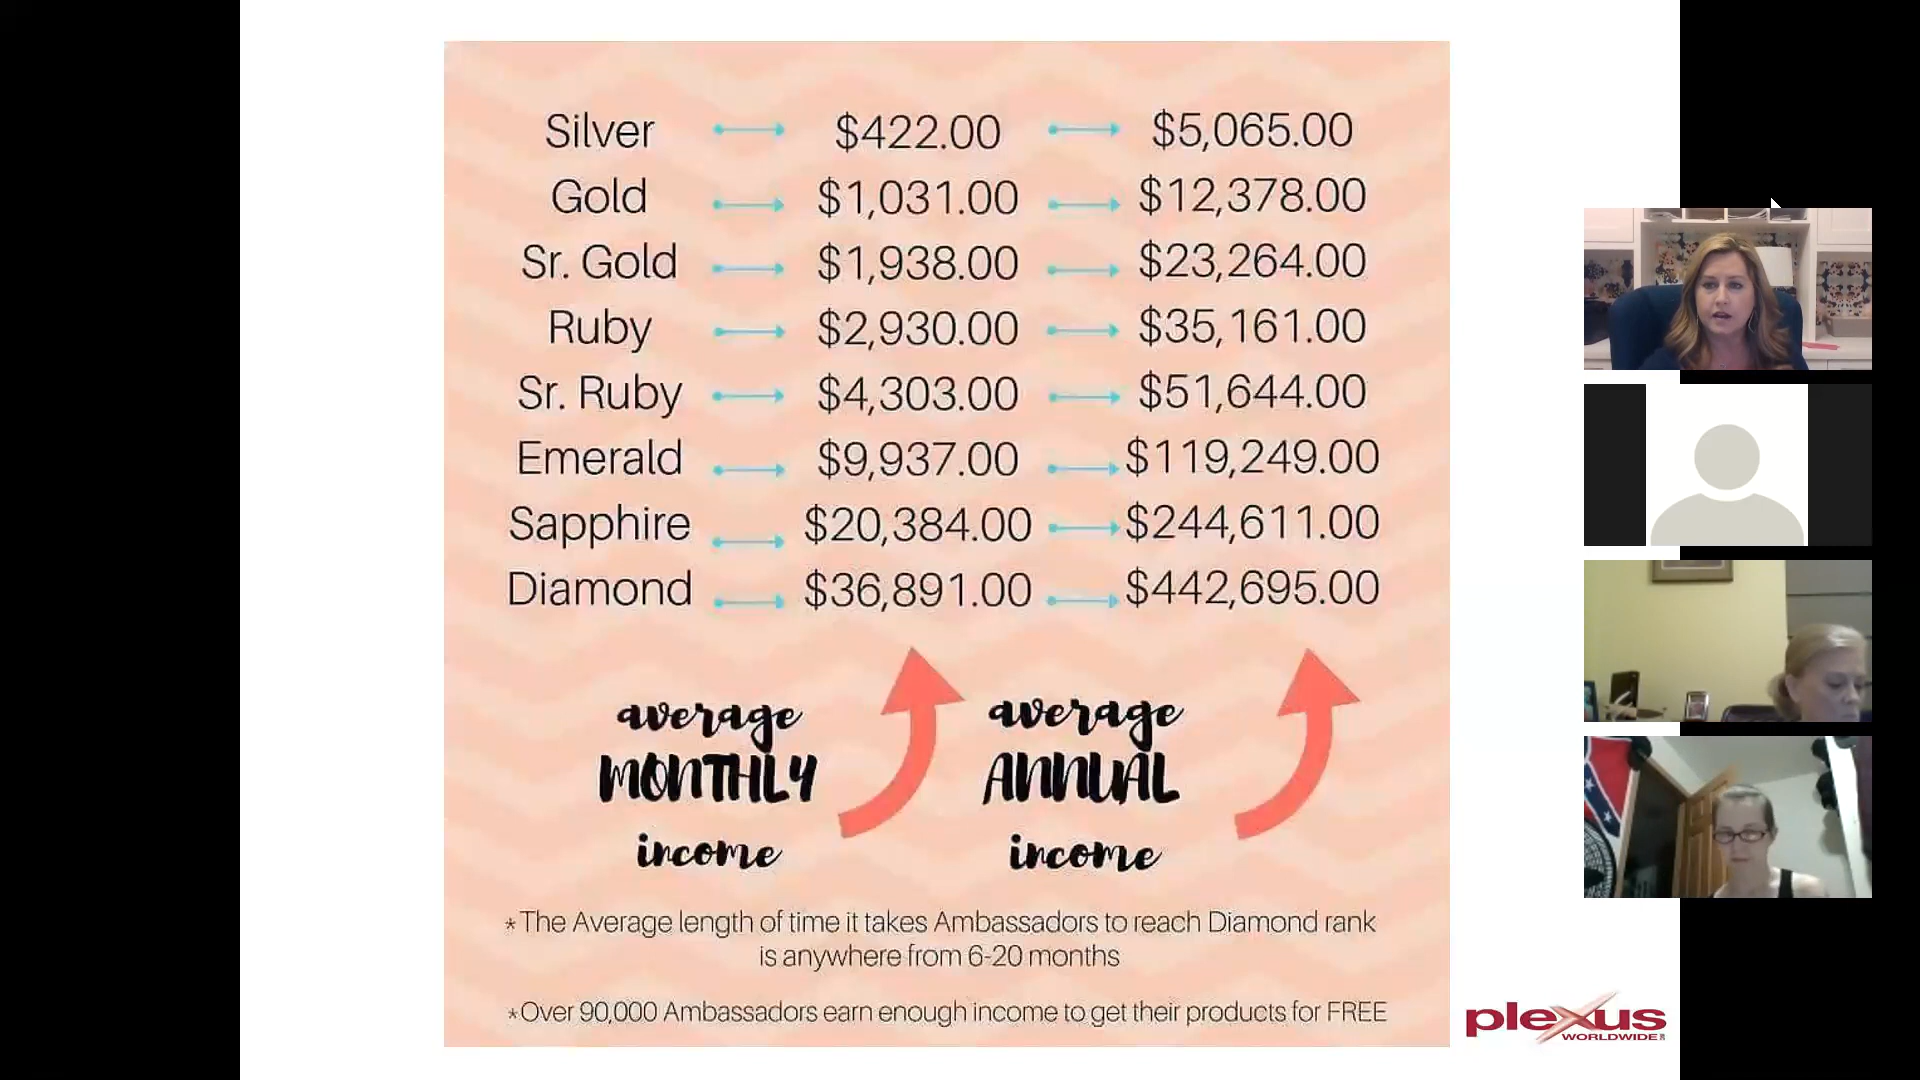 Silver $422.00 $5,065.00
Gold $1,031.00 $12,378.00
Sr. Gold $1,938.00 $23,264.00
Ruby $2,930.00 $35,161.00
Sr. Ruby $4,303.00 $51,644.00
Emerald $9,937.00 $119,249.00
Sapphire $20,384.00 $244,611.00
Diamond $36,891.00 $442,695.00
average
MONTHLY
income
average
ANNUAL
income
*The Average length of time it takes Ambassadors to reach Diamond rank
is anywhere from 6-20 months
*Over 90,000 Ambassadors earn enough income to get their products for FREE
plexus
WORLDWIDE